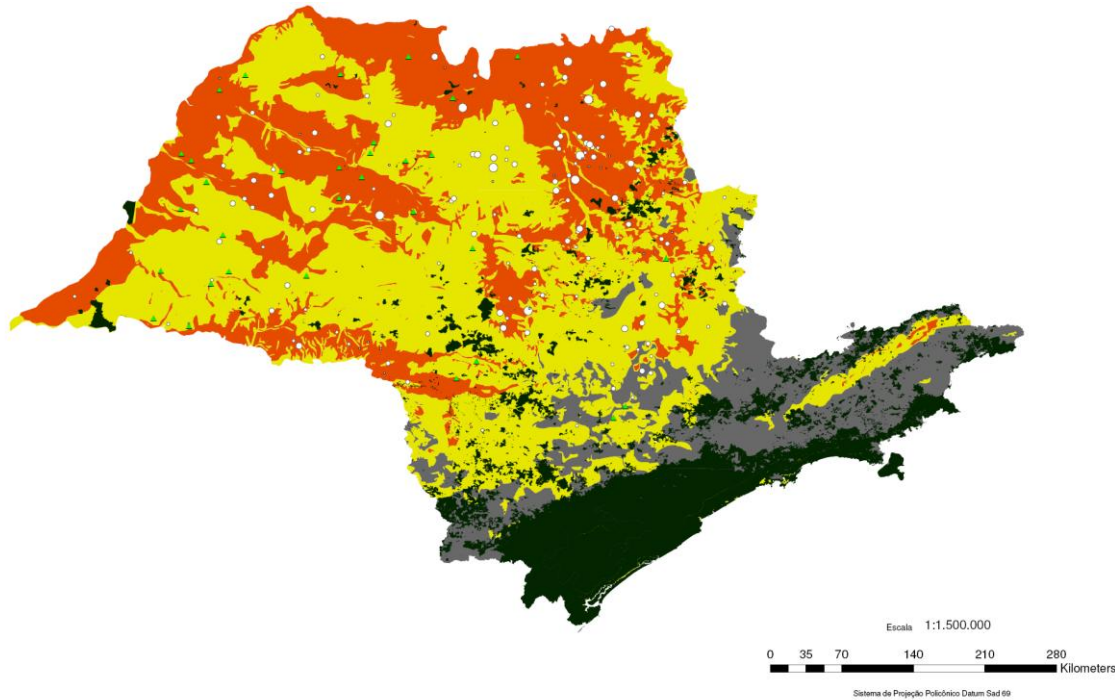 Escala 1:1.500.000
0 35 70 140 210 280
Kilometers
Sistema de Projeção Policônico Datum Sad 69